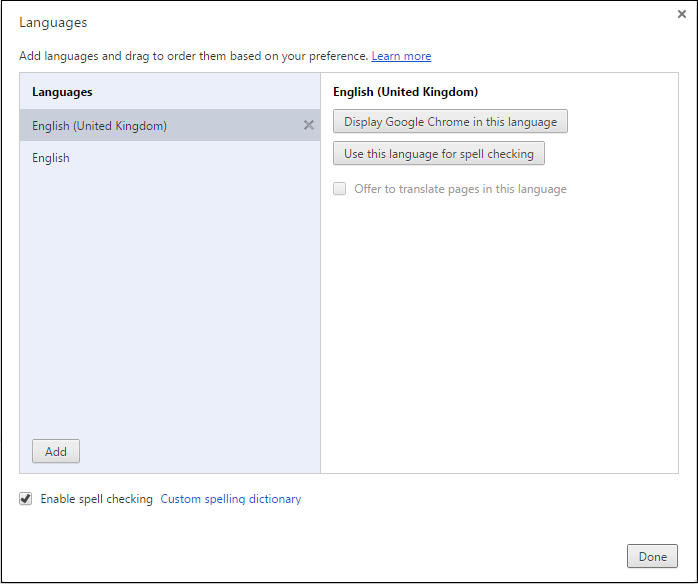 Languages
Add languages and drag to order them based on your preference. Learn more
Languages
English (United Kingdom)
English
Add
English (United Kingdom)
Display Google Chrome in this language
Use this language for spell checking
Offer to translate pages in this language
Enable spell checking Custom spelling dictionary
Done